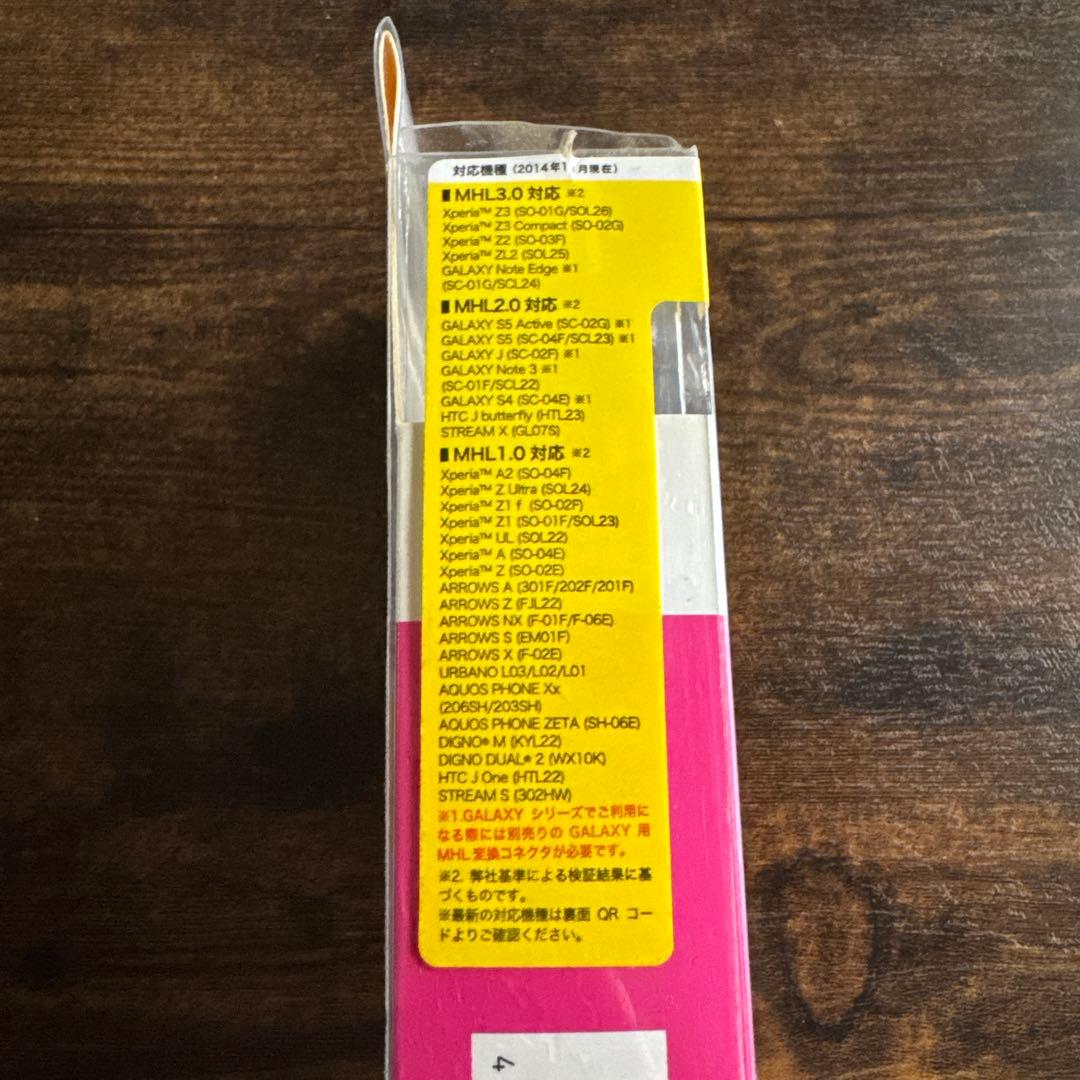 対応機種 (2014年1 月現在)
■MHL3.0 対応 ※2
Xperia™ Z3 (SO-01G/SOL26)
Xperia™ Z3 Compact (SO-02G)
Xperia™ Z2 (SO-03F)
Xperia™ ZL2 (SOL25)
GALAXY Note Edge ※1
(SC-01G/SCL24)
■MHL2.0 対応 ※2
GALAXY S5 Active (SC-02G) ※1
GALAXY S5 (SC-04F/SCL23) ※1
GALAXY J (SC-02F) ※1
GALAXY Note 3 ※1
(SC-01F/SCL22)
GALAXY S4 (SC-04E) ※1
HTC J butterfly (HTL23)
STREAM X (GL07S)
■MHL1.0 対応 ※2
Xperia™ A2 (SO-04F)
Xperia™ Z Ultra (SOL24)
Xperia™ Z1 f (SO-02F)
Xperia™ Z1 (SO-01F/SOL23)
Xperia™ UL (SOL22)
Xperia™ A (SO-04E)
Xperia™ Z (SO-02E)
ARROWS A (301F/202F/201F)
ARROWS Z (FJL22)
ARROWS NX (F-01F/F-06E)
ARROWS S (EM01F)
ARROWS X (F-02E)
URBANO L03/L02/L01
AQUOS PHONE Xx
(206SH/203SH)
AQUOS PHONE ZETA (SH-06E)
DIGNO® M (KYL22)
DIGNO DUAL® 2 (WX10K)
HTC J One (HTL22)
STREAM S (302HW)
※1.GALAXY シリーズでご利用に
なる際には別売りの GALAXY 用
MHL変換コネクタが必要です。
※2. 弊社基準による検証結果に基
づくものです。
※最新の対応機種は裏面 QR コー
ドよりご確認ください。
4